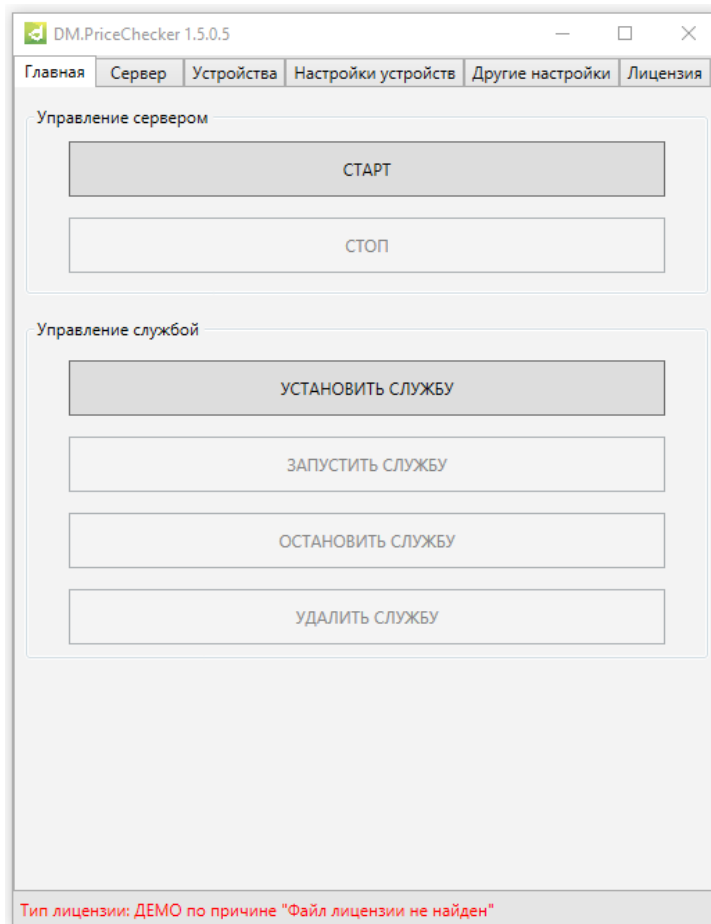 DM.PriceChecker 1.5.0.5
Главная Сервер Устройства Настройки устройств Другие настройки Лицензия
Управление сервером
СТАРТ
СТОП
Управление службой
УСТАНОВИТЬ СЛУЖБУ
ЗАПУСТИТЬ СЛУЖБУ
ОСТАНОВИТЬ СЛУЖБУ
УДАЛИТЬ СЛУЖБУ
Тип лицензии: ДЕМО по причине "Файл лицензии не найден"